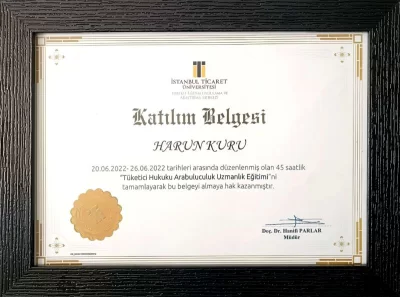 İSTANBUL TİCARET
ÜNİVERSİTESİ
Katılım Belgesi
HARUN KURU
20.06.2022- 26.06.2022 tarihleri arasında düzenlenmiş olan 45 saatlik
"Tüketici Hukuku Arabuluculuk Uzmanlık Eğitimi"ni
tamamlayarak bu belgeyi almaya hak kazanmıştır.
Doç. Dr. Hanifi PARLAR
Müdür